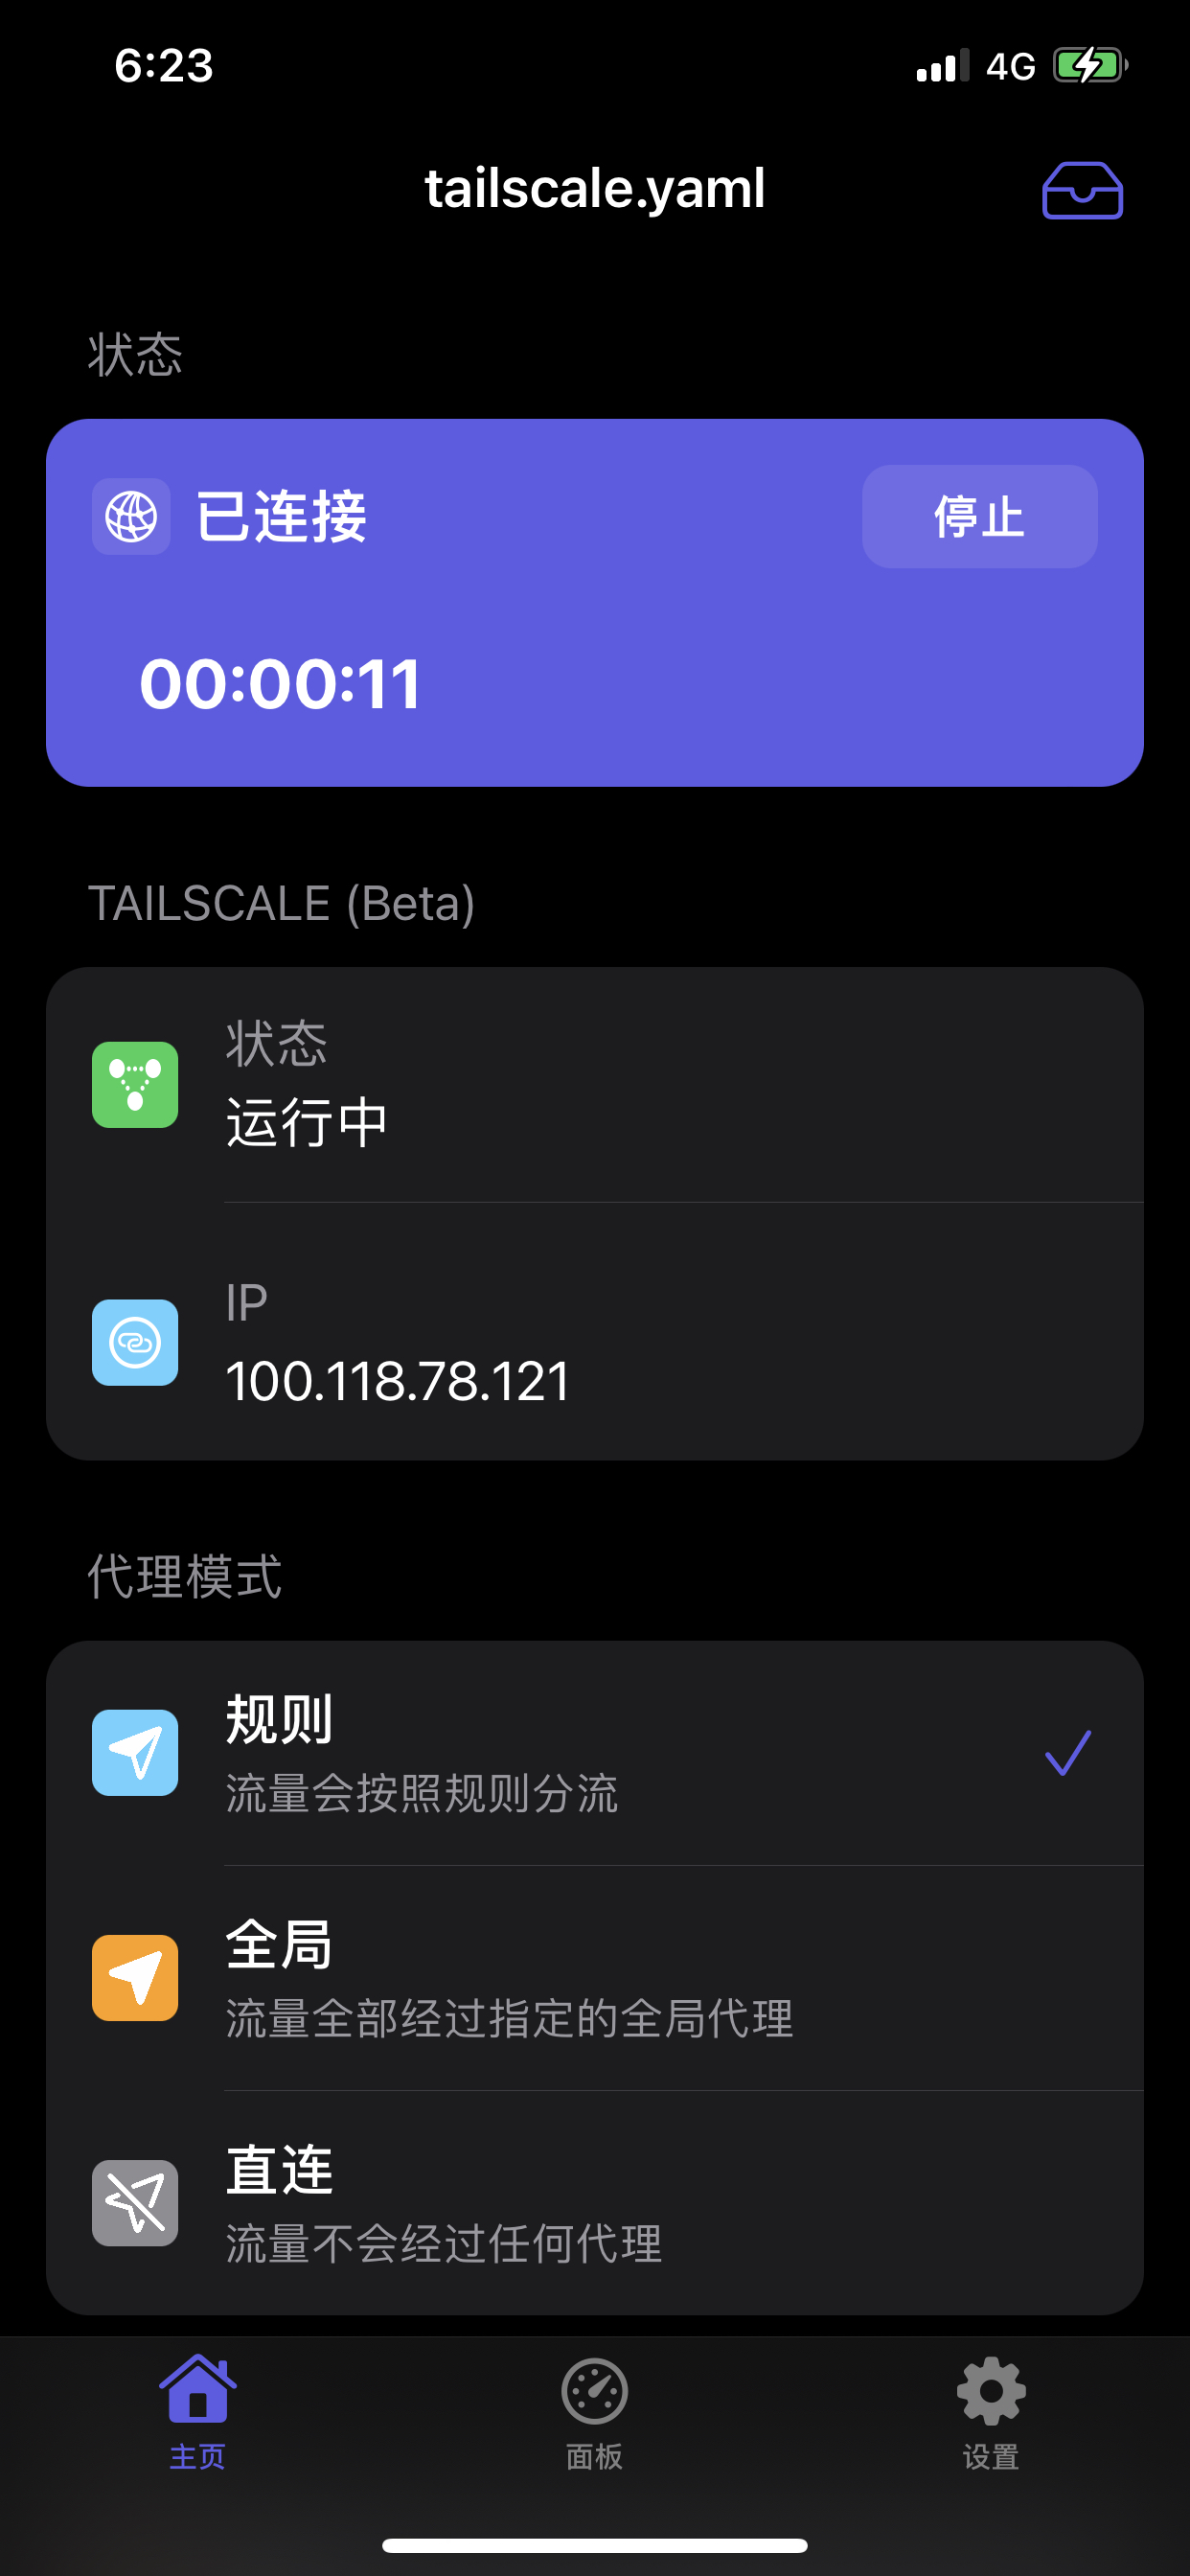 6:23
4G
tailscale.yaml
状态
已连接
停止
00:00:11
TAILSCALE (Beta)
状态
运行中
IP
100.118.78.121
代理模式
规则
流量会按照规则分流
全局
流量全部经过指定的全局代理
直连
流量不会经过任何代理
主页
面板
设置